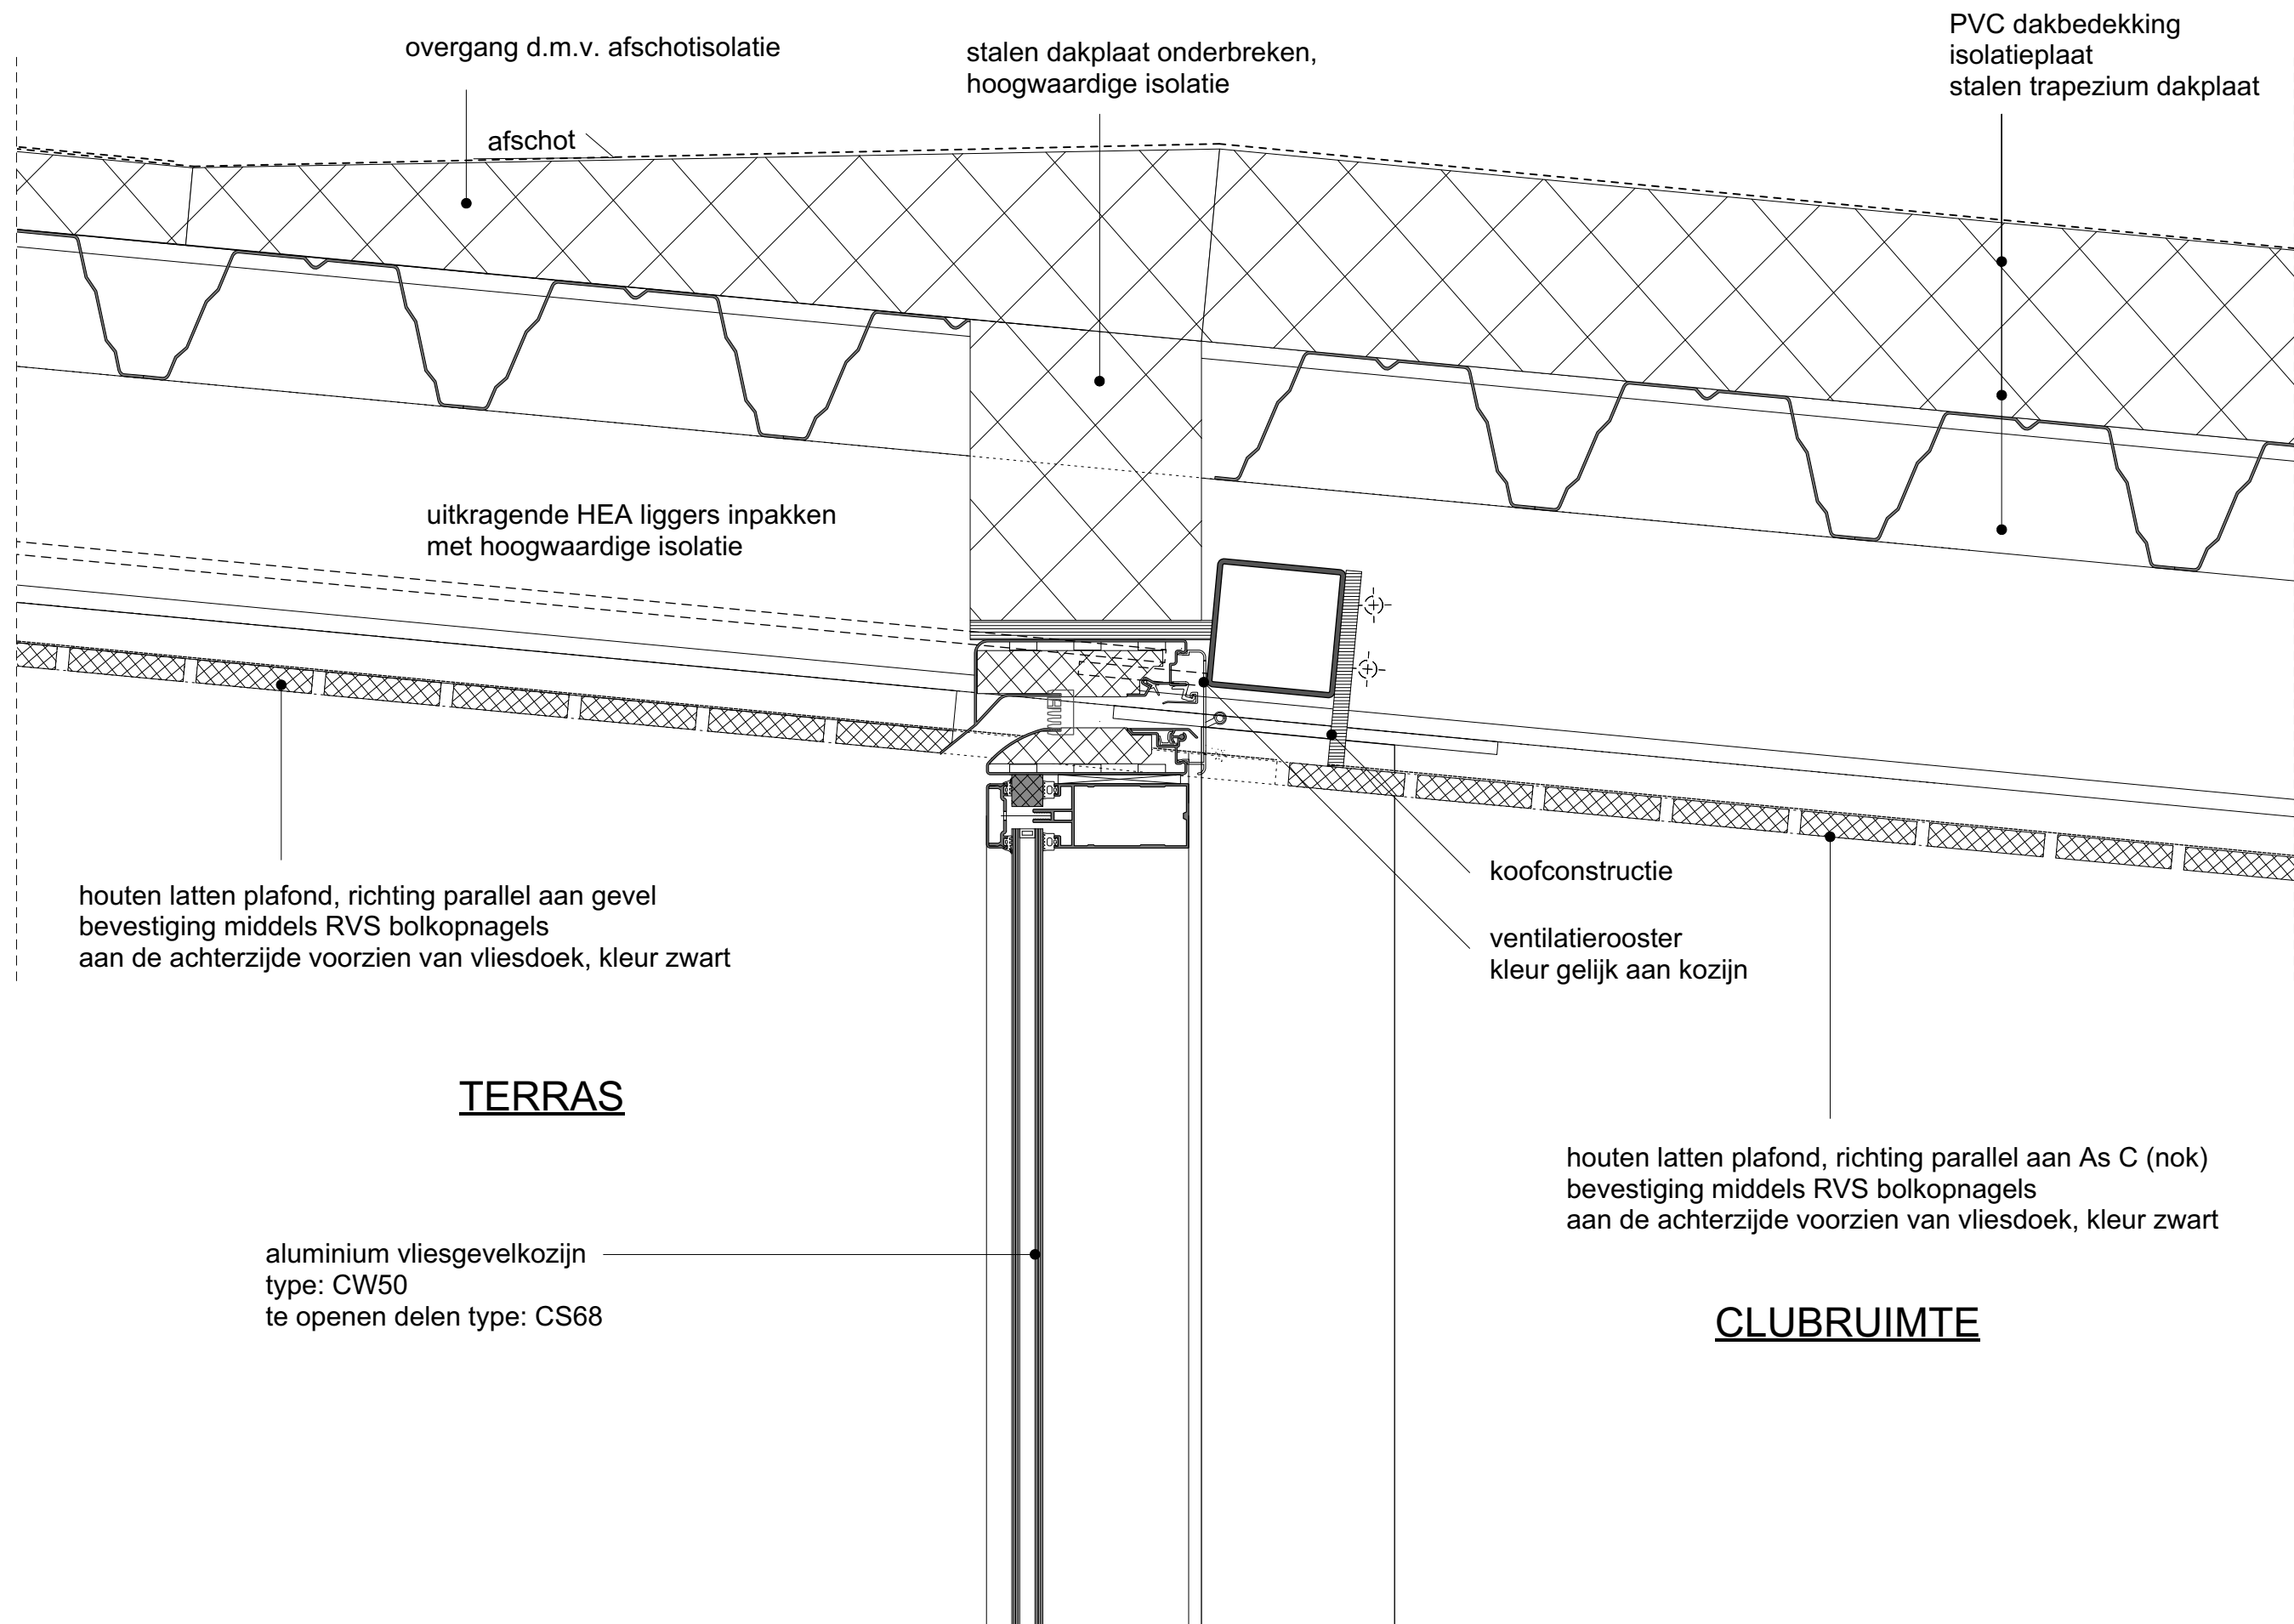 overgang d.m.v. afschotisolatie
stalen dakplaat onderbreken,
hoogwaardige isolatie
PVC dakbedekking
isolatieplaat
stalen trapezium dakplaat
afschot
uitkragende HEA liggers inpakken
met hoogwaardige isolatie
houten latten plafond, richting parallel aan gevel
bevestiging middels RVS bolkopnagels
aan de achterzijde voorzien van vliesdoek, kleur zwart
koofconstructie
ventilatierooster
kleur gelijk aan kozijn
TERRAS
houten latten plafond, richting parallel aan As C (nok)
bevestiging middels RVS bolkopnagels
aan de achterzijde voorzien van vliesdoek, kleur zwart
aluminium vliesgevelkozijn
type: CW50
te openen delen type: CS68
CLUBRUIMTE